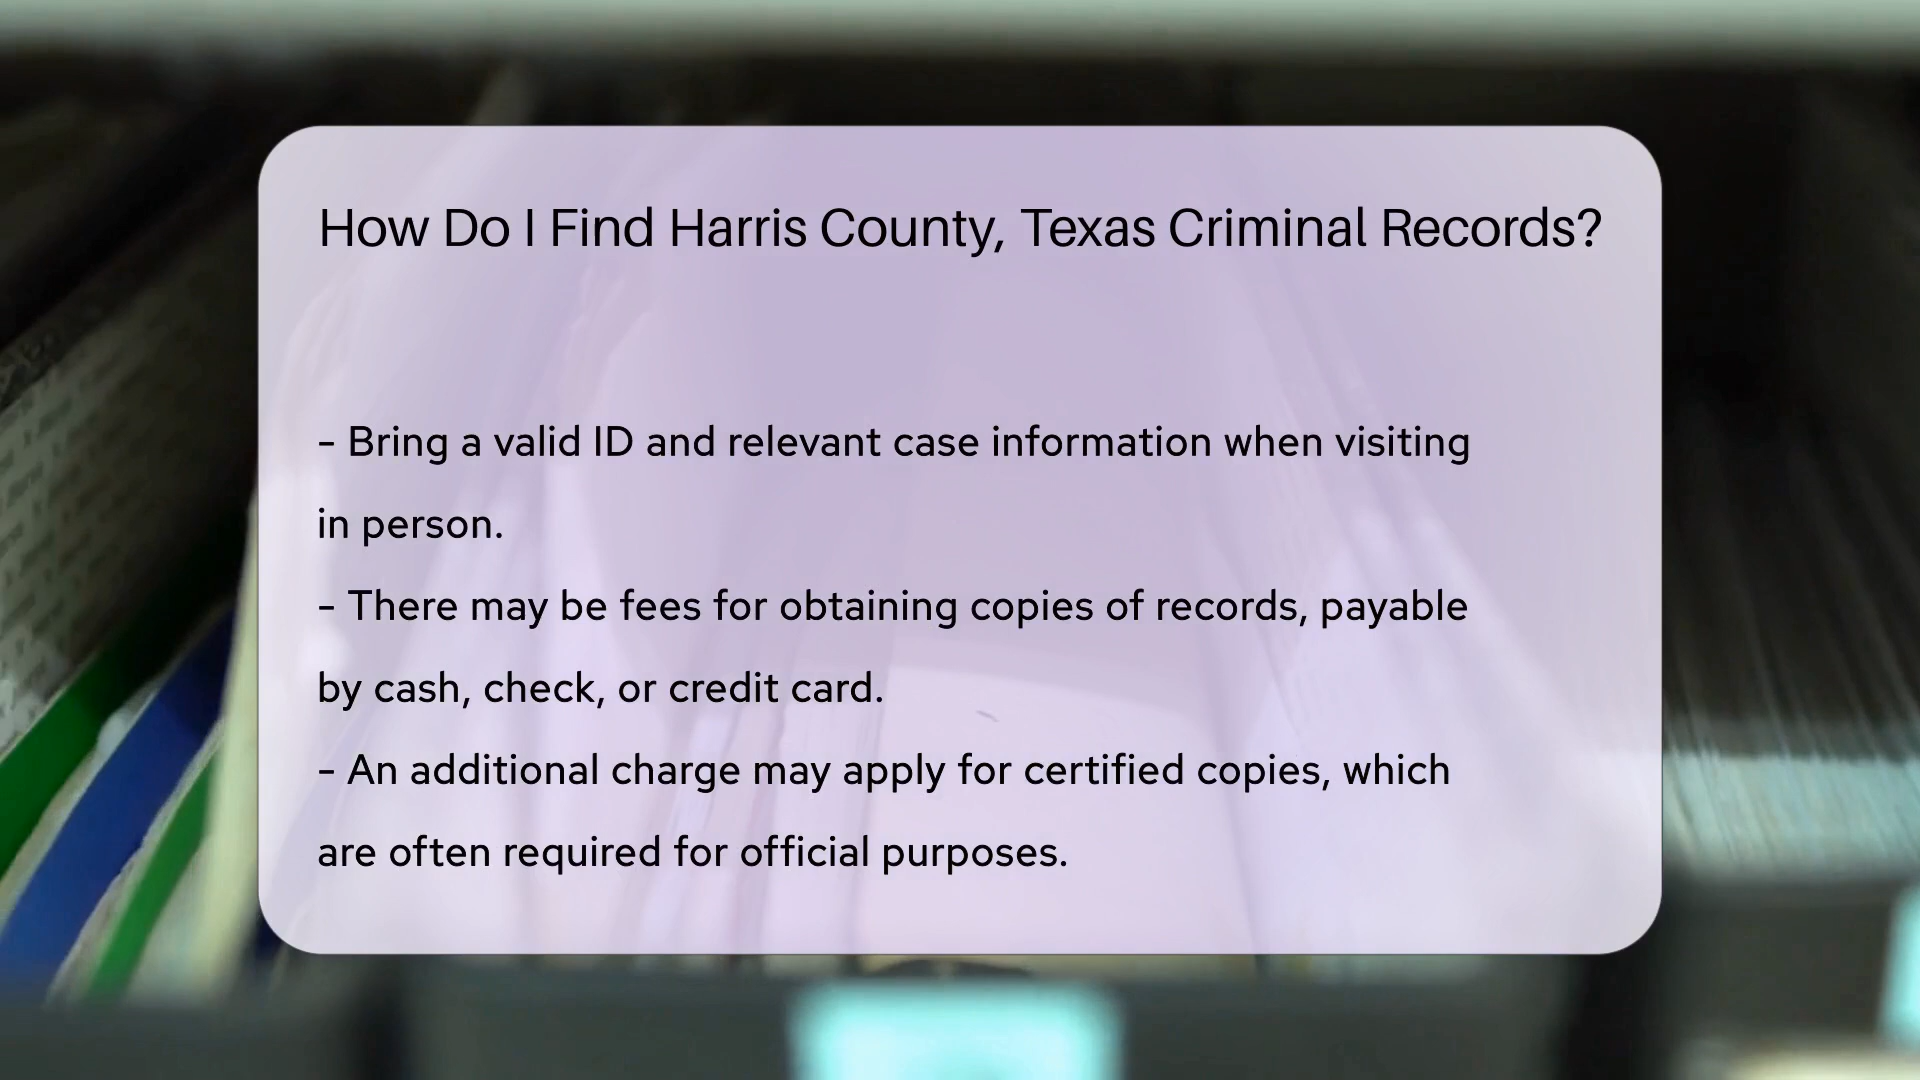 How Do I Find Harris County, Texas Criminal Records?
- Bring a valid ID and relevant case information when visiting
in person.
- There may be fees for obtaining copies of records, payable
by cash, check, or credit card.
- An additional charge may apply for certified copies, which
are often required for official purposes.